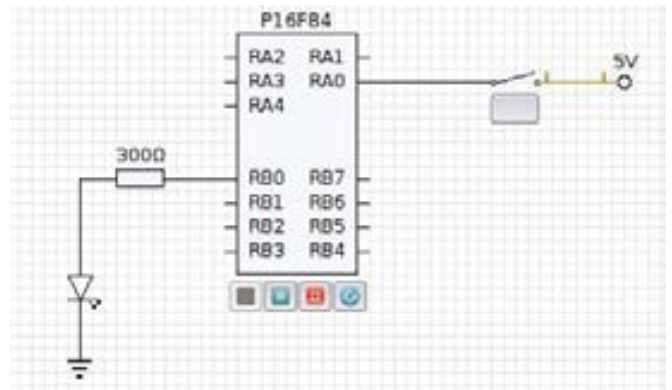 P16F84
RA2 RA1
RA3 RA0
RA4
5V
300Ω
RB0 RB7
RB1 RB6
RB2 RB5
RB3 RB4